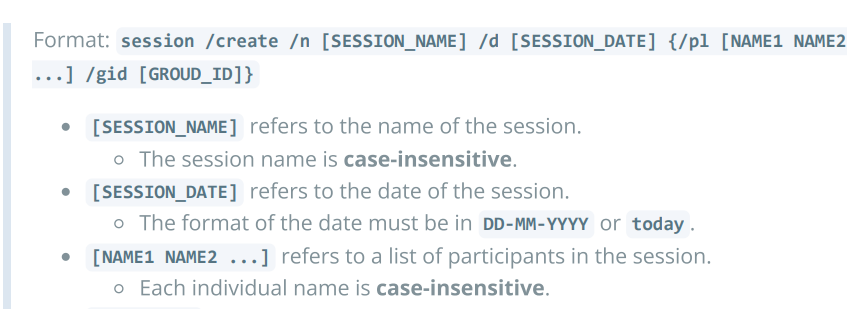 Format: session /create /n [SESSION_NAME] /d [SESSION_DATE] {/pl [NAME1 NAME2
...] /gid [GROUD_ID]}
[SESSION_NAME] refers to the name of the session.
The session name is case-insensitive.
[SESSION_DATE] refers to the date of the session.
The format of the date must be in DD-MM-YYYY or today.
[NAME1 NAME2 ...] refers to a list of participants in the session.
Each individual name is case-insensitive.